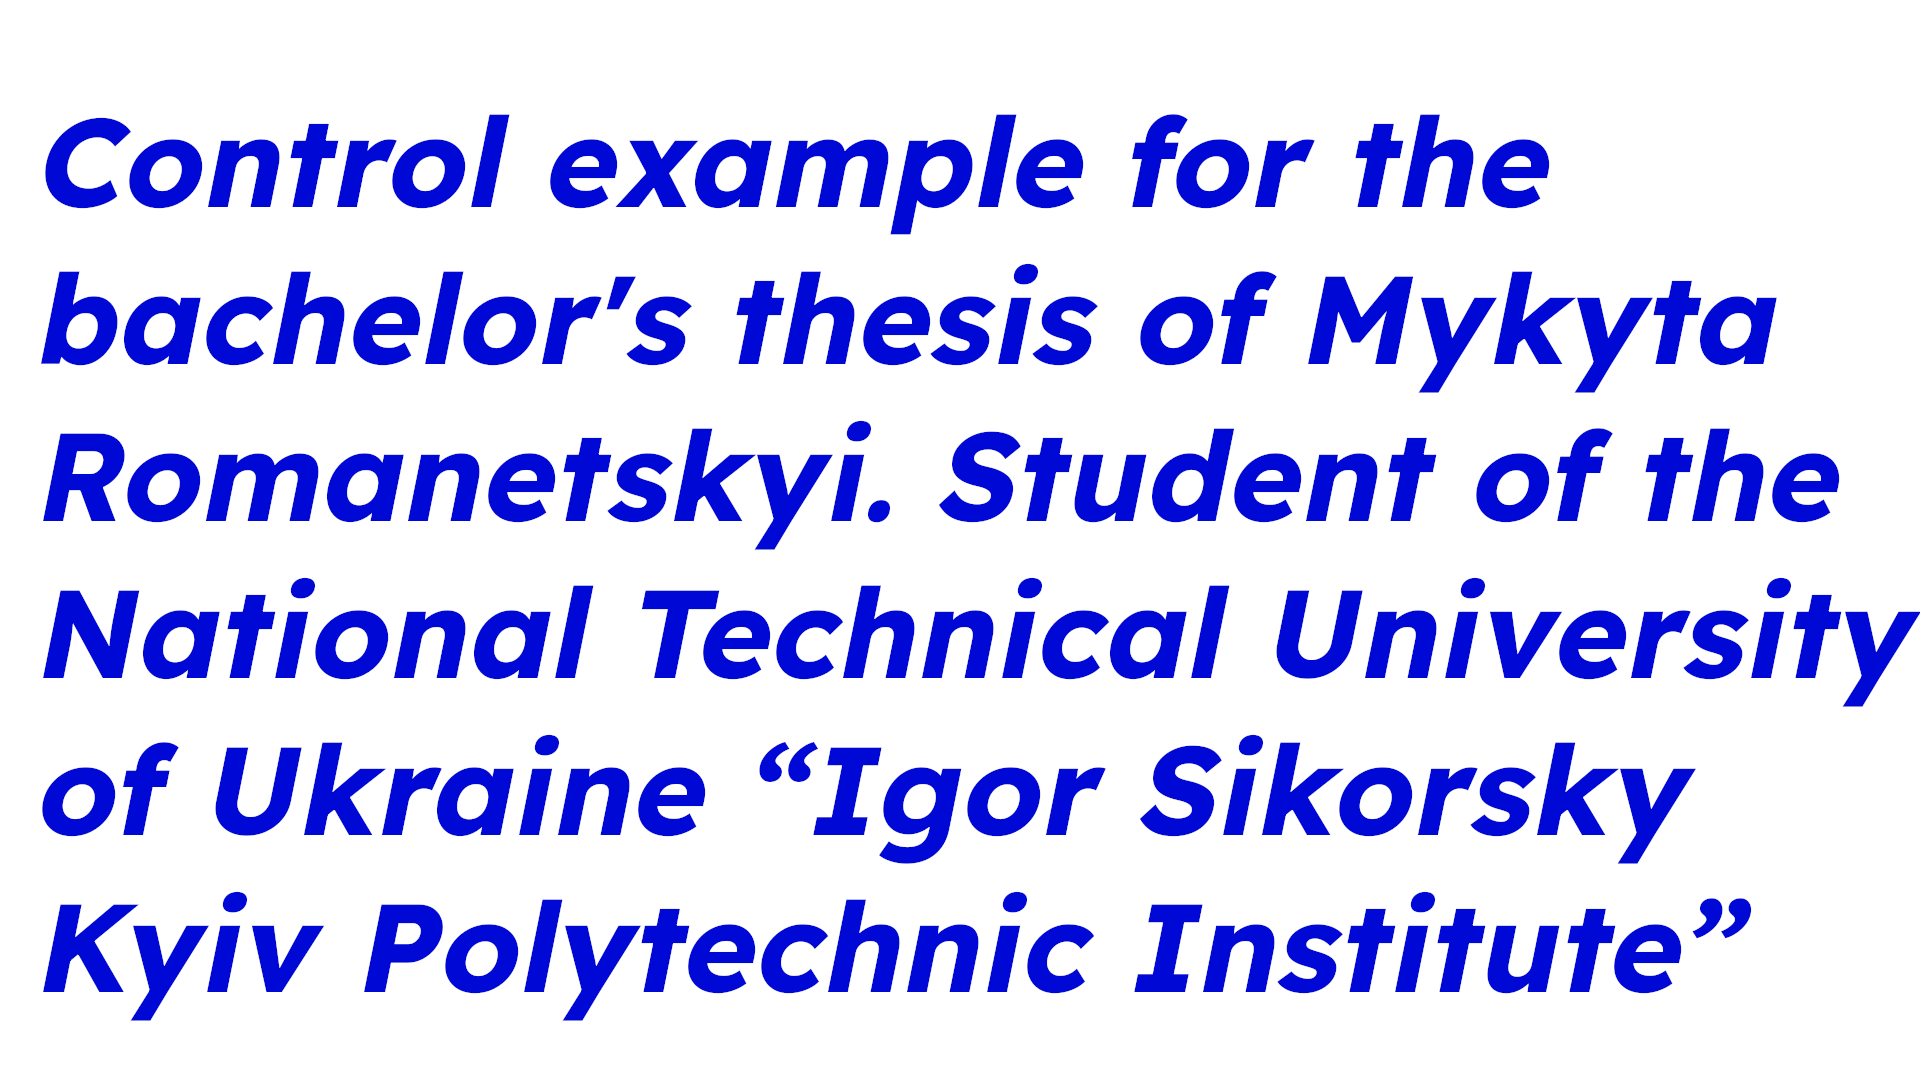 Control example for the
bachelor's thesis of Mykyta
Romanetskyi. Student of the
National Technical University
of Ukraine “Igor Sikorsky
Kyiv Polytechnic Institute”